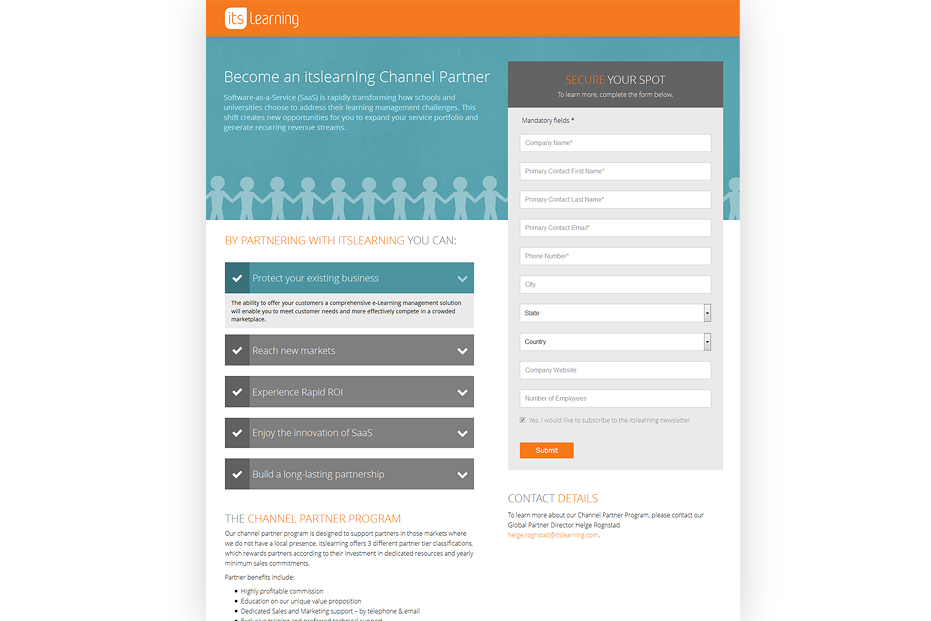 its learning
Become an itslearning Channel Partner
Software-as-a-Service (SaaS) is rapidly transforming how schools and
universities choose to address their learning management challenges. This
shift creates new opportunities for you to expand your service portfolio and
generate recurring revenue streams.
BY PARTNERING WITH ITSLEARNING YOU CAN:
Protect your existing business
The ability to offer your customers a comprehensive e-Learning management solution
will enable you to meet customer needs and more effectively compete in a crowded
marketplace.
Reach new markets
Experience Rapid ROI
Enjoy the innovation of SaaS
Build a long-lasting partnership
THE CHANNEL PARTNER PROGRAM
Our channel partner program is designed to support partners in those markets where
we do not have a local presence. itslearning offers 3 different partner tier classifications,
which rewards partners according to their investment in dedicated resources and yearly
minimum sales commitments.
Partner benefits include:
Highly profitable commission
Education on our unique value proposition
Dedicated Sales and Marketing support – by telephone & email
Exclusive training and preferred technical support
SECURE YOUR SPOT
To learn more, complete the form below.
Mandatory fields *
Company Name*
Primary Contact First Name*
Primary Contact Last Name*
Primary Contact Email*
Phone Number*
City
State
Country
Company Website
Number of Employees
Yes, I would like to subscribe to the itslearning newsletter
Submit
CONTACT DETAILS
To learn more about our Channel Partner Program, please contact our
Global Partner Director Helge Rognstad
helge.rognstad@itslearning.com.